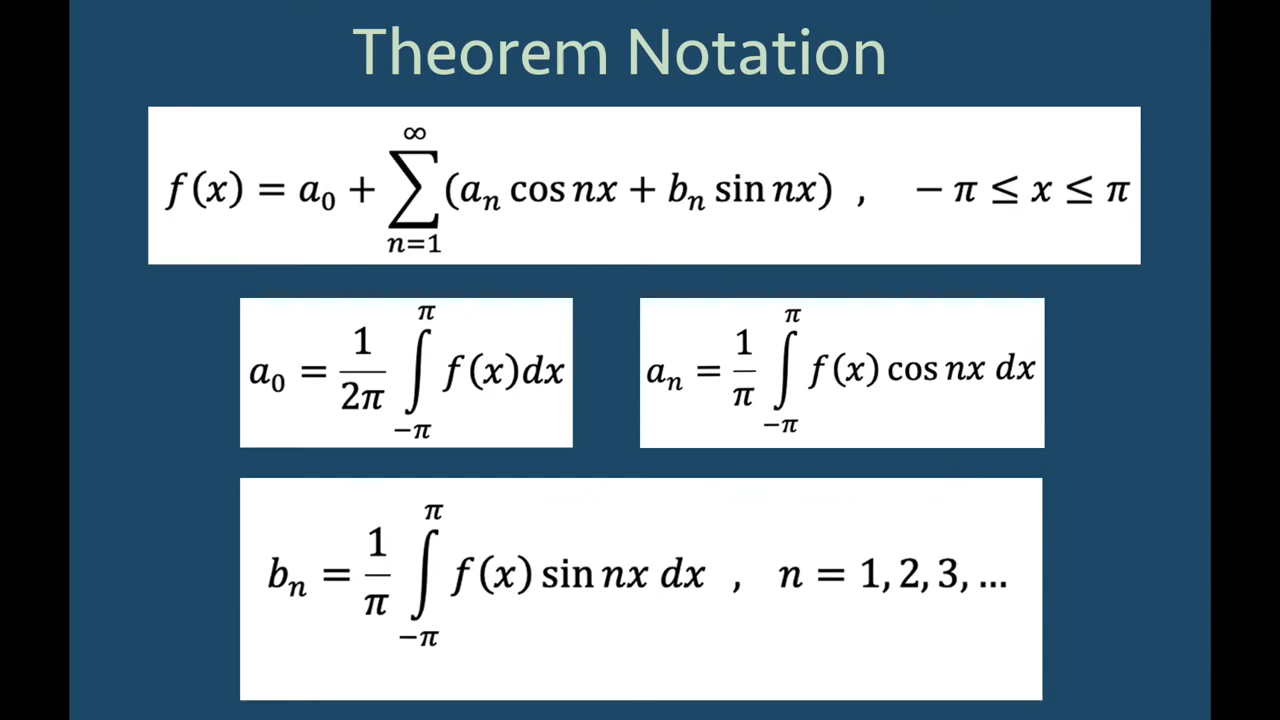 Theorem Notation
f(x) = a₀ + ∑_{n=1}^{∞} (aₙ cos nx + bₙ sin nx) , − π ≤ x ≤ π
a₀ = 1/2π ∫_{−π}^{π} f(x)dx
aₙ = 1/π ∫_{−π}^{π} f(x) cos nx dx
bₙ = 1/π ∫_{−π}^{π} f(x) sin nx dx , n = 1, 2, 3, …